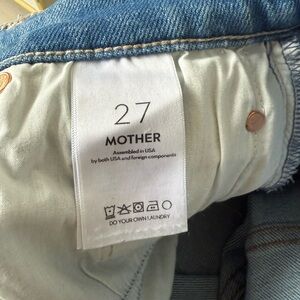 27
MOTHER
Assembled in USA
by both USA and foreign components
DO YOUR OWN LAUNDRY